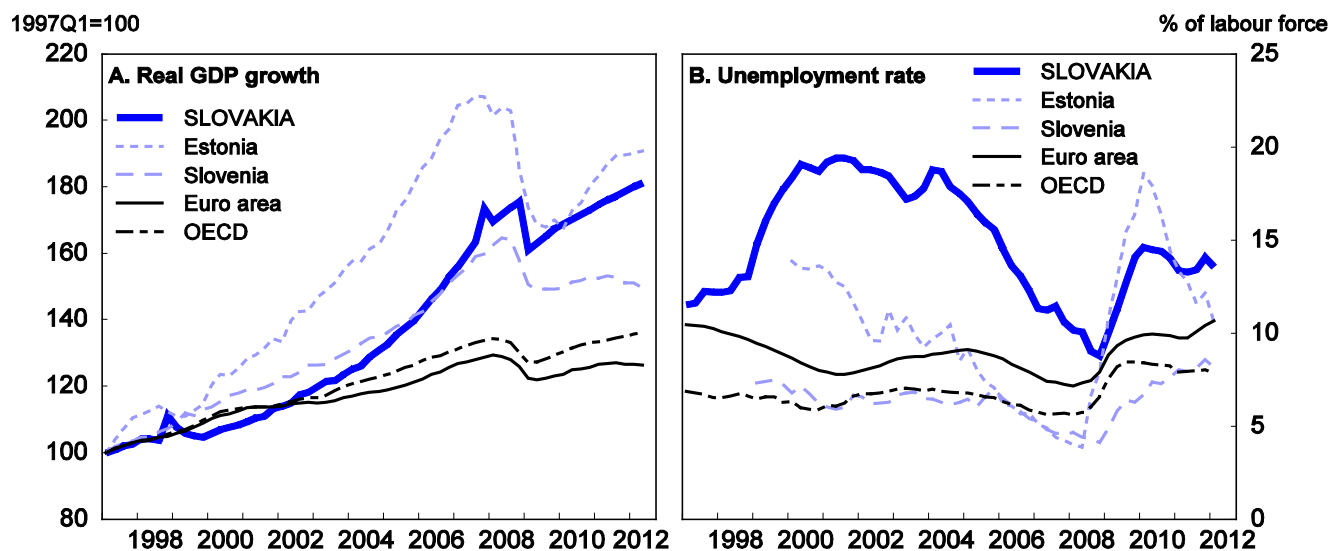 1997Q1=100
% of labour force
220
200
180
160
140
120
100
80
A. Real GDP growth
SLOVAKIA
Estonia
Slovenia
Euro area
OECD
1998 2000 2002 2004 2006 2008 2010 2012
B. Unemployment rate
SLOVAKIA
Estonia
Slovenia
Euro area
OECD
25
20
15
10
5
0
1998 2000 2002 2004 2006 2008 2010 2012